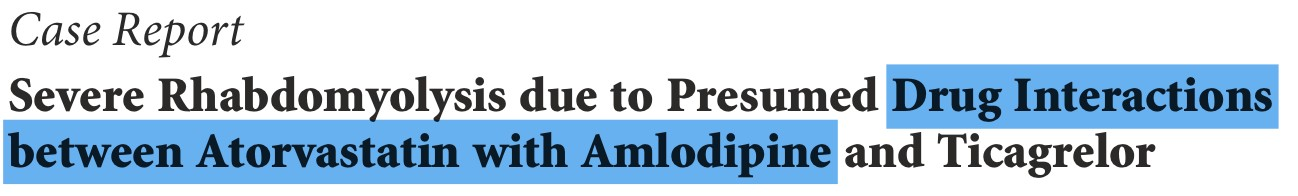 Case Report
Severe Rhabdomyolysis due to Presumed Drug Interactions
between Atorvastatin with Amlodipine and Ticagrelor